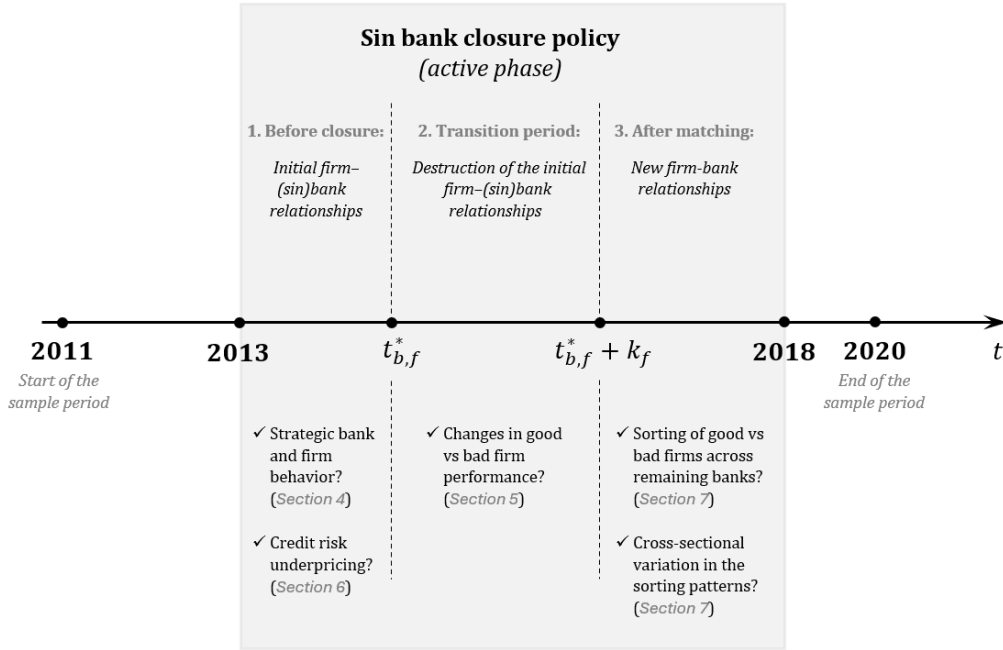 Sin bank closure policy
(active phase)
1. Before closure:
Initial firm–
(sin)bank
relationships
2. Transition period:
Destruction of the initial
firm–(sin)bank
relationships
3. After matching:
New firm-bank
relationships
2011
Start of the
sample period
2013
t*b,f
t*b,f + kf
2018
2020
End of the
sample period
t
✓ Strategic bank
and firm
behavior?
(Section 4)
✓ Credit risk
underpricing?
(Section 6)
✓ Changes in good
vs bad firm
performance?
(Section 5)
✓ Sorting of good vs
bad firms across
remaining banks?
(Section 7)
✓ Cross-sectional
variation in the
sorting patterns?
(Section 7)